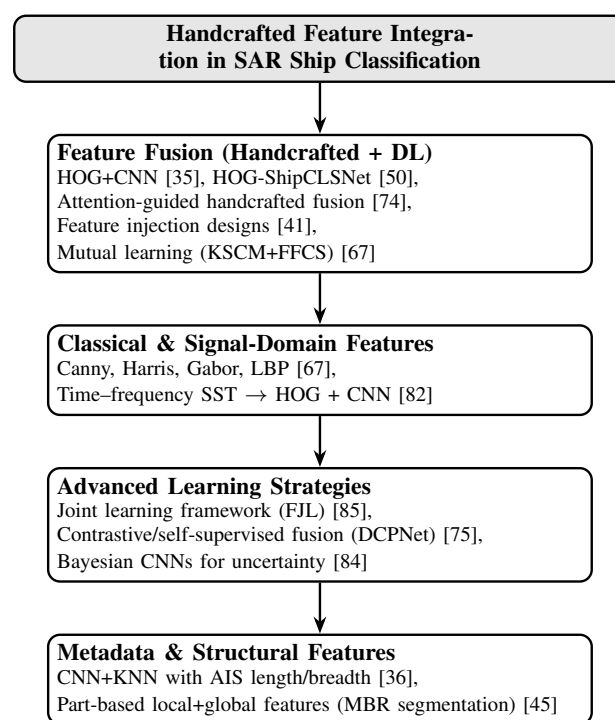 Handcrafted Feature Integra-
tion in SAR Ship Classification
Feature Fusion (Handcrafted + DL)
HOG+CNN [35], HOG-ShipCLSNet [50],
Attention-guided handcrafted fusion [74],
Feature injection designs [41],
Mutual learning (KSCM+FFCS) [67]
Classical & Signal-Domain Features
Canny, Harris, Gabor, LBP [67],
Time–frequency SST → HOG + CNN [82]
Advanced Learning Strategies
Joint learning framework (FJL) [85],
Contrastive/self-supervised fusion (DCPNet) [75],
Bayesian CNNs for uncertainty [84]
Metadata & Structural Features
CNN+KNN with AIS length/breadth [36],
Part-based local+global features (MBR segmentation) [45]